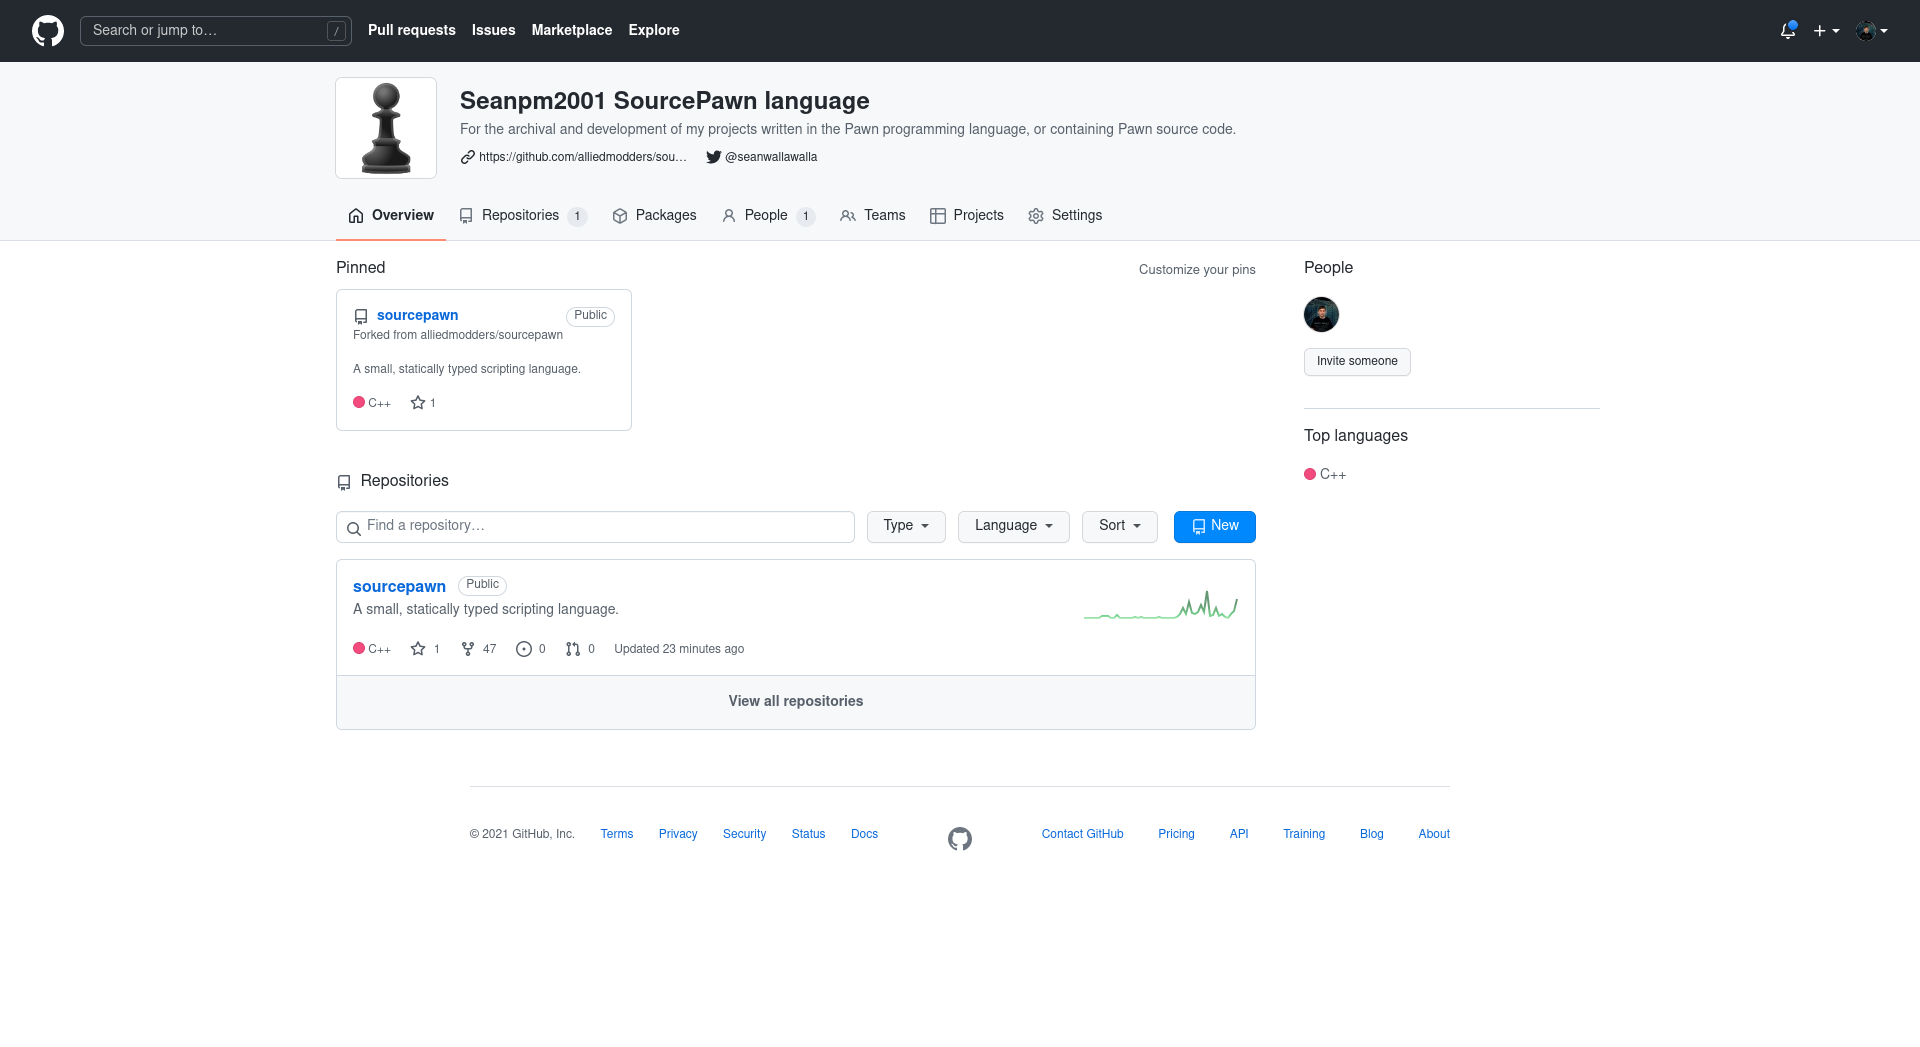 Search or jump to… /
Pull requests Issues Marketplace Explore
Seanpm2001 SourcePawn language
For the archival and development of my projects written in the Pawn programming language, or containing Pawn source code.
https://github.com/alliedmodders/sou… @seanwallawalla
Overview Repositories 1 Packages People 1 Teams Projects Settings
Pinned
Customize your pins
sourcepawn Public
Forked from alliedmodders/sourcepawn
A small, statically typed scripting language.
C++ 1
Repositories
Find a repository… Type Language Sort New
sourcepawn Public
A small, statically typed scripting language.
C++ 1 47 0 0 Updated 23 minutes ago
View all repositories
People
Invite someone
Top languages
C++
© 2021 GitHub, Inc. Terms Privacy Security Status Docs Contact GitHub Pricing API Training Blog About